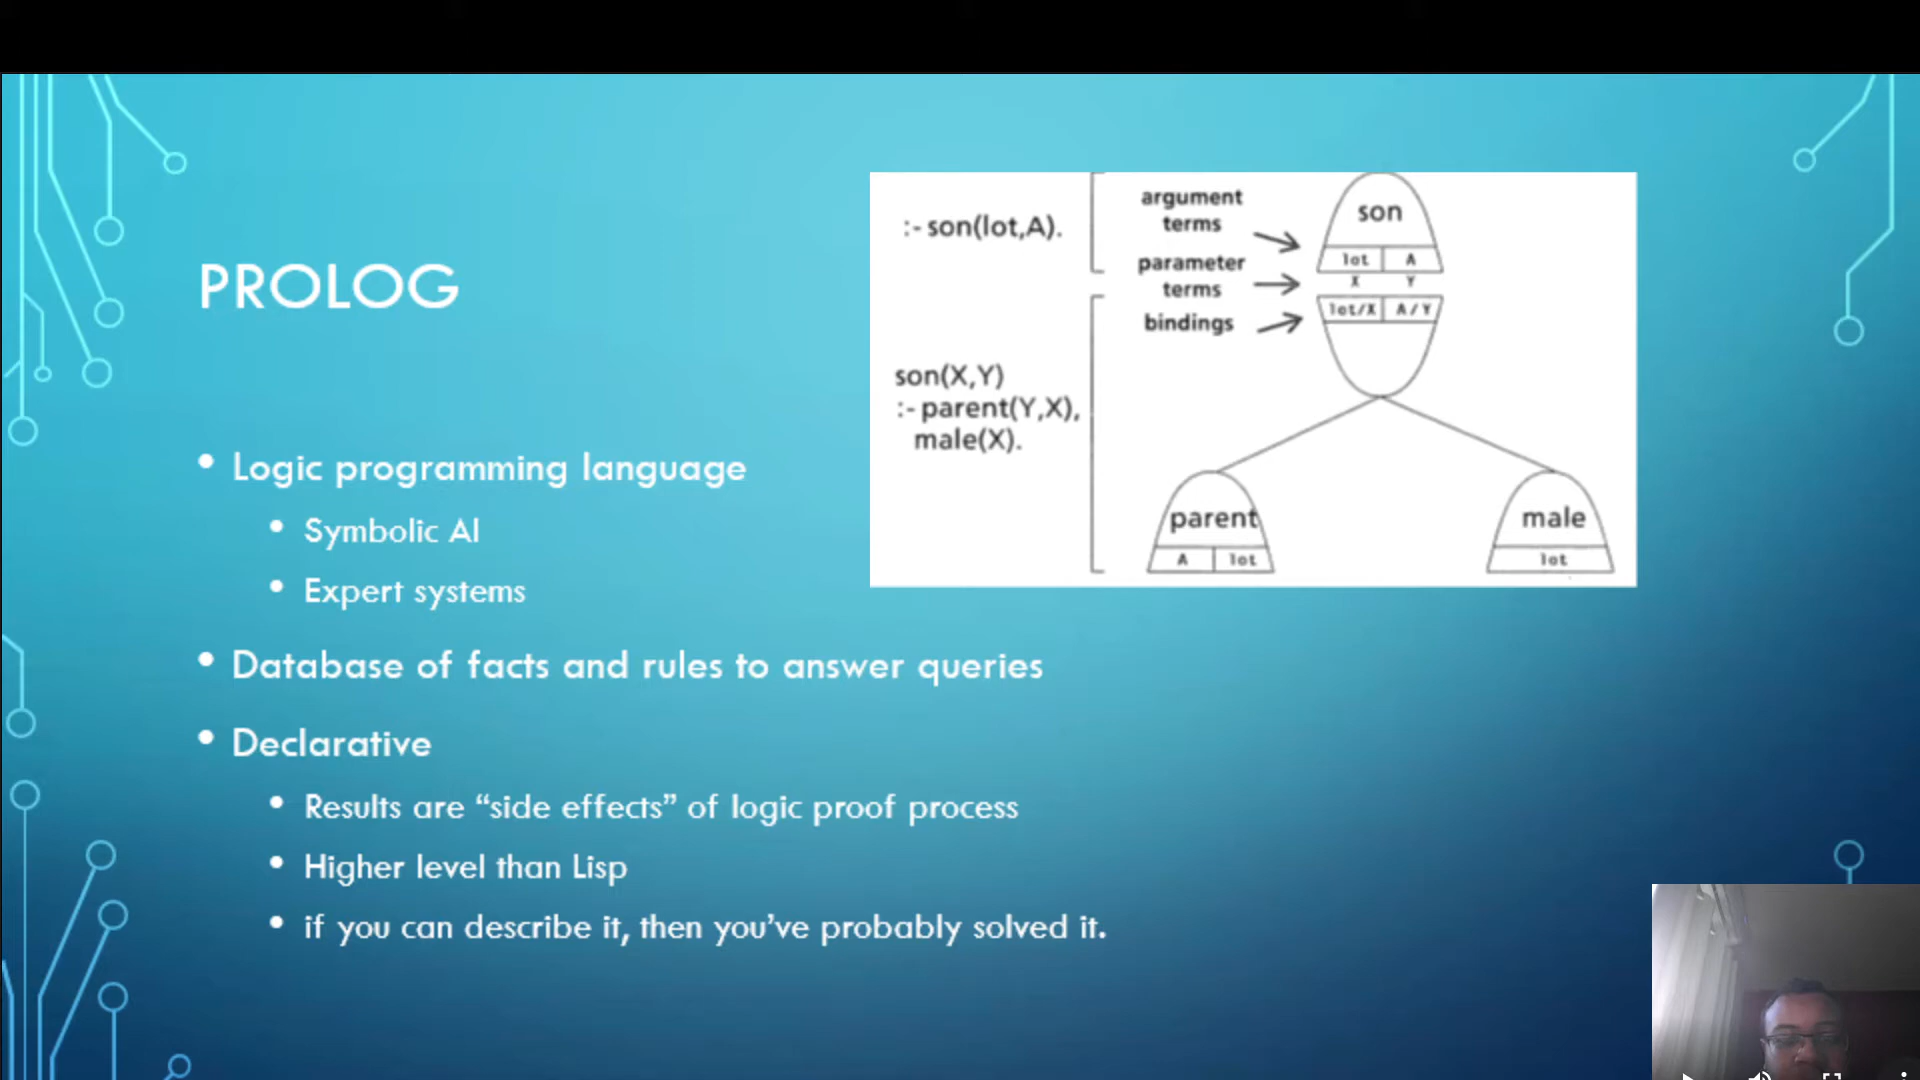 PROLOG
• Logic programming language
• Symbolic AI
• Expert systems
• Database of facts and rules to answer queries
• Declarative
• Results are “side effects” of logic proof process
• Higher level than Lisp
• if you can describe it, then you’ve probably solved it.
:- son(lot,A).
argument
terms
parameter
terms
bindings
son
lot A
X Y
lot/X A/Y
son(X,Y)
:- parent(Y,X),
male(X).
parent
A lot
male
lot